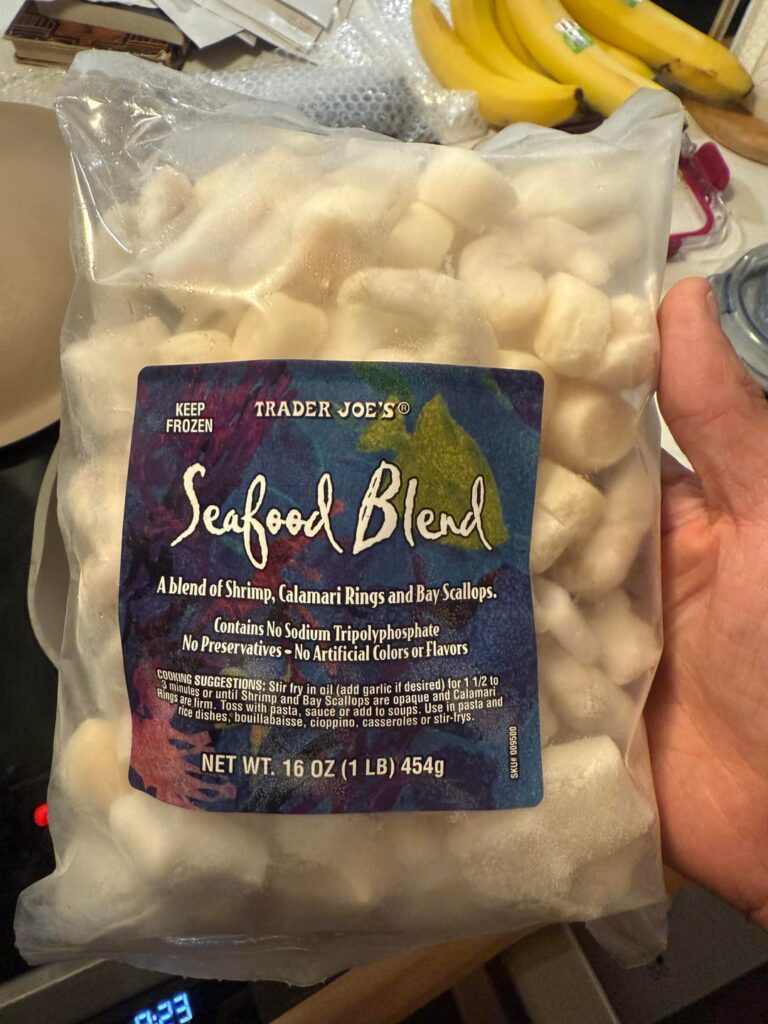 KEEP
FROZEN
TRADER JOE'S®
Seafood Blend
A blend of Shrimp, Calamari Rings and Bay Scallops.
Contains No Sodium Tripolyphosphate
No Preservatives - No Artificial Colors or Flavors
COOKING SUGGESTIONS: Stir fry in oil (add garlic if desired) for 1 1/2 to
3 minutes or until Shrimp and Bay Scallops are opaque and Calamari
Rings are firm. Toss with pasta, sauce or add to soups. Use in pasta and
rice dishes, bouillabaisse, cioppino, casseroles or stir-frys.
NET WT. 16 OZ (1 LB) 454g
SKU# 009500